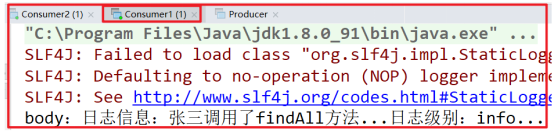 Consumer2 (1) × Consumer1 (1) × Producer ×
"C:\Program Files\Java\jdk1.8.0_91\bin\java.exe" ...
SLF4J: Failed to load class "org.slf4j.impl.StaticLogg
SLF4J: Defaulting to no-operation (NOP) logger impleme
SLF4J: See http://www.slf4j.org/codes.html#StaticLogge
body: 日志信息：张三调用了findAll方法...日志级别：info...